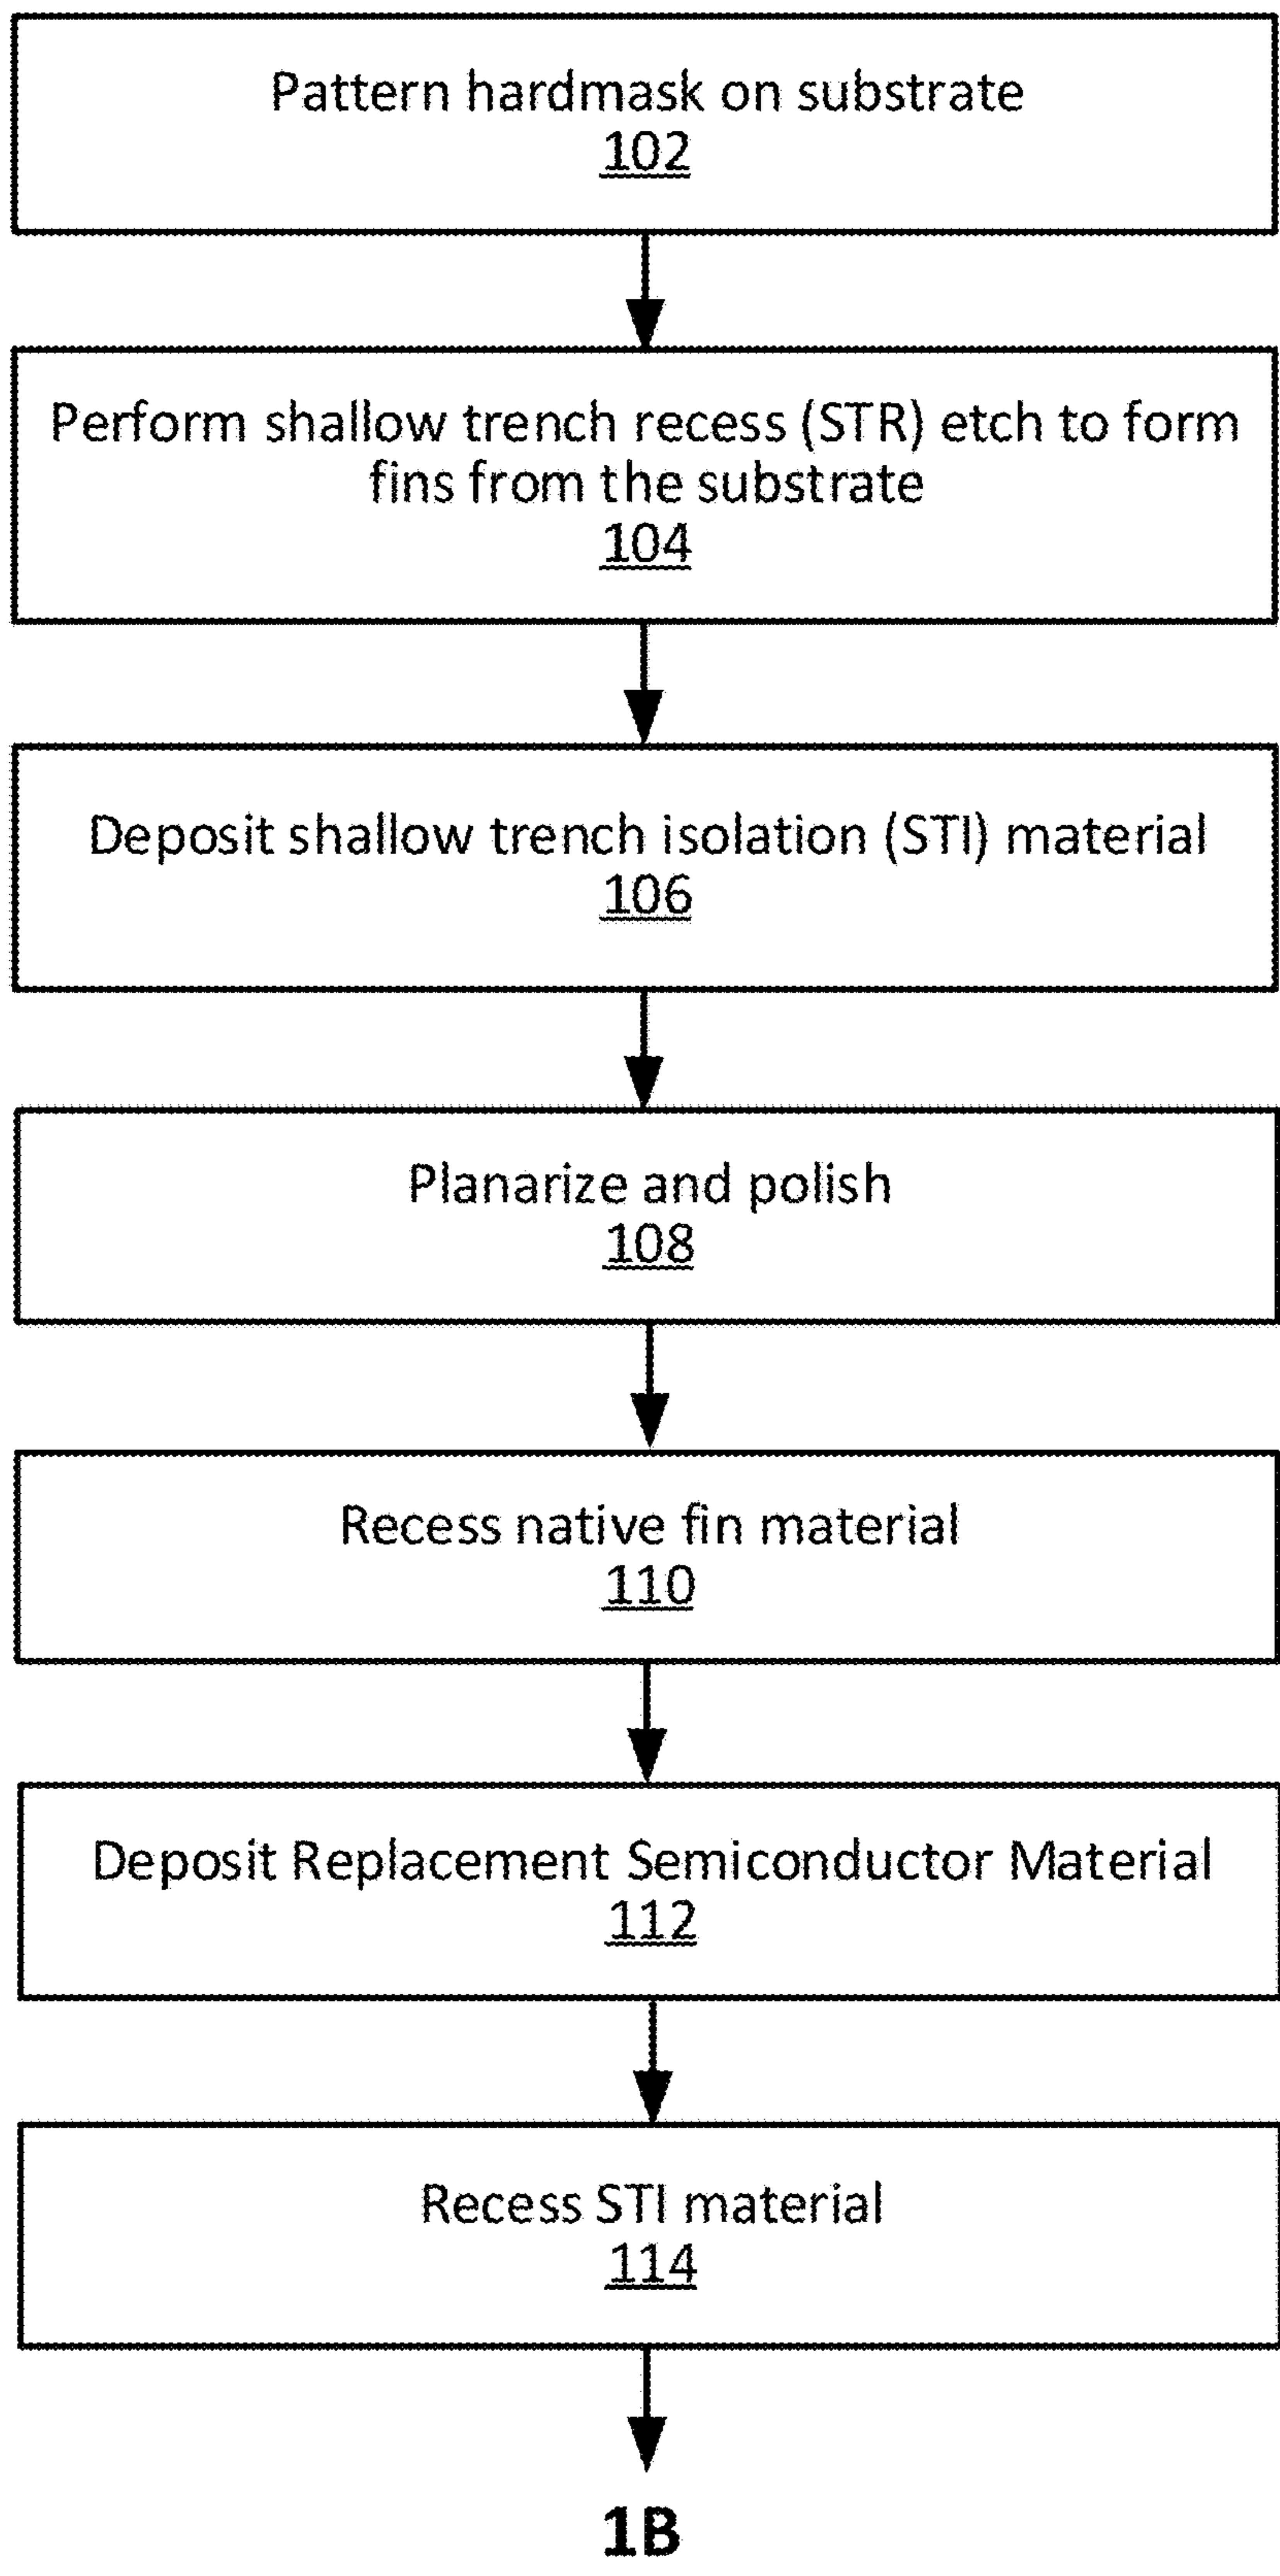 Pattern hardmask on substrate
102
Perform shallow trench recess (STR) etch to form
fins from the substrate
104
Deposit shallow trench isolation (STI) material
106
Planarize and polish
108
Recess native fin material
110
Deposit Replacement Semiconductor Material
112
Recess STI material
114
1B